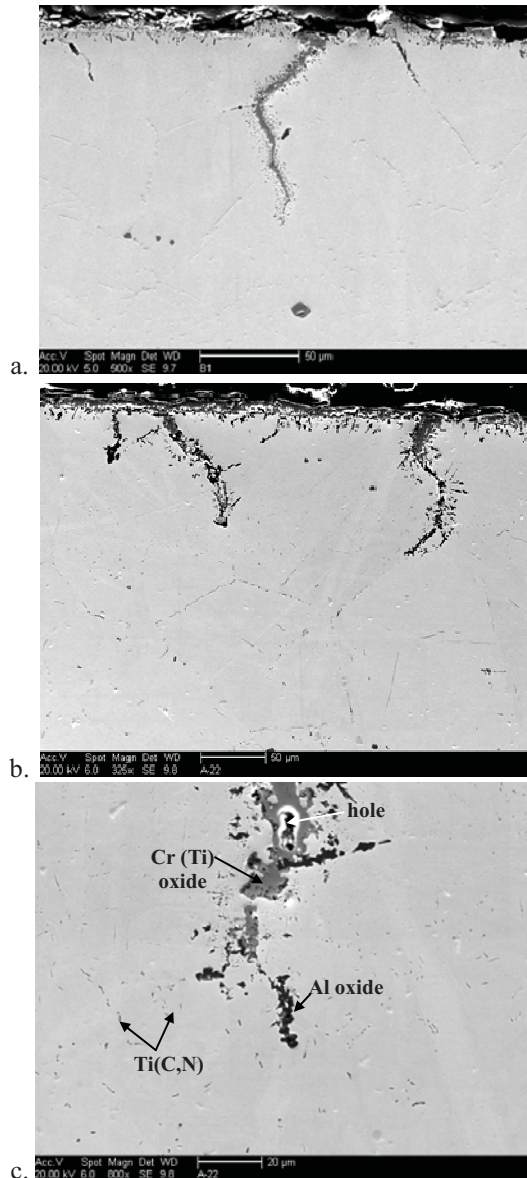 Acc.V Spot Magn Det WD 50 µm
20.00 kV 5.0 500x SE 9.7 B1
a.
Acc.V Spot Magn Det WD 50 µm
20.00 kV 6.0 325x SE 9.8 A-22
b.
hole
Cr (Ti)
oxide
Al oxide
Ti(C,N)
Acc.V Spot Magn Det WD 20 µm
20.00 kV 6.0 800x SE 9.8 A-22
c.